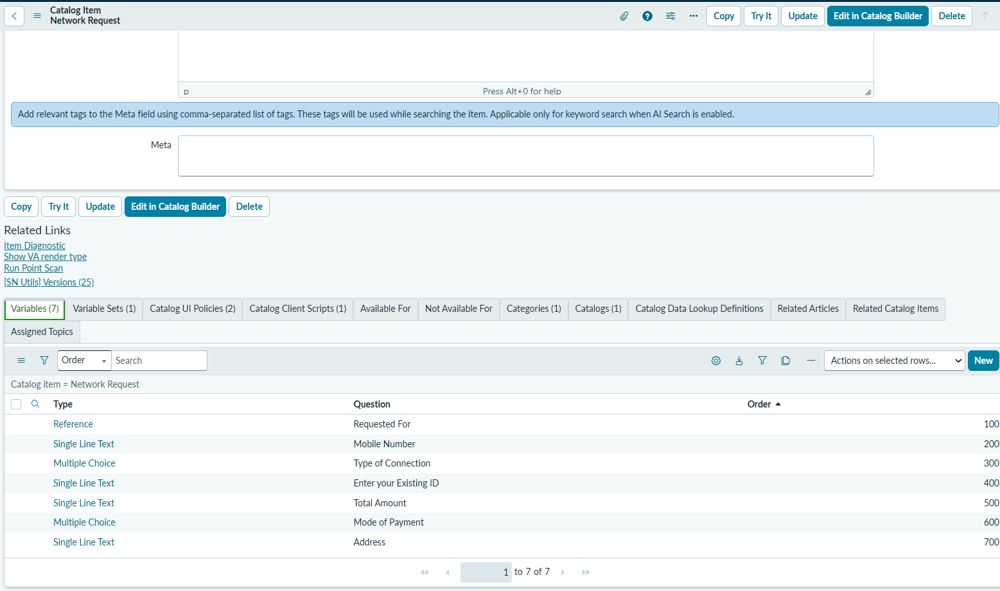 Catalog Item
Network Request
Copy Try It Update Edit in Catalog Builder Delete
p Press Alt+0 for help
Add relevant tags to the Meta field using comma-separated list of tags. These tags will be used while searching the item. Applicable only for keyword search when AI Search is enabled.
Meta
Copy Try It Update Edit in Catalog Builder Delete
Related Links
Item Diagnostic
Show VA render type
Run Point Scan
[SN Utils] Versions (25)
Variables (7) Variable Sets (1) Catalog UI Policies (2) Catalog Client Scripts (1) Available For Not Available For Categories (1) Catalogs (1) Catalog Data Lookup Definitions Related Articles Related Catalog Items
Assigned Topics
Order Search Actions on selected rows... New
Catalog item = Network Request
Type Question Order
Reference Requested For 100
Single Line Text Mobile Number 200
Multiple Choice Type of Connection 300
Single Line Text Enter your Existing ID 400
Single Line Text Total Amount 500
Multiple Choice Mode of Payment 600
Single Line Text Address 700
1 to 7 of 7